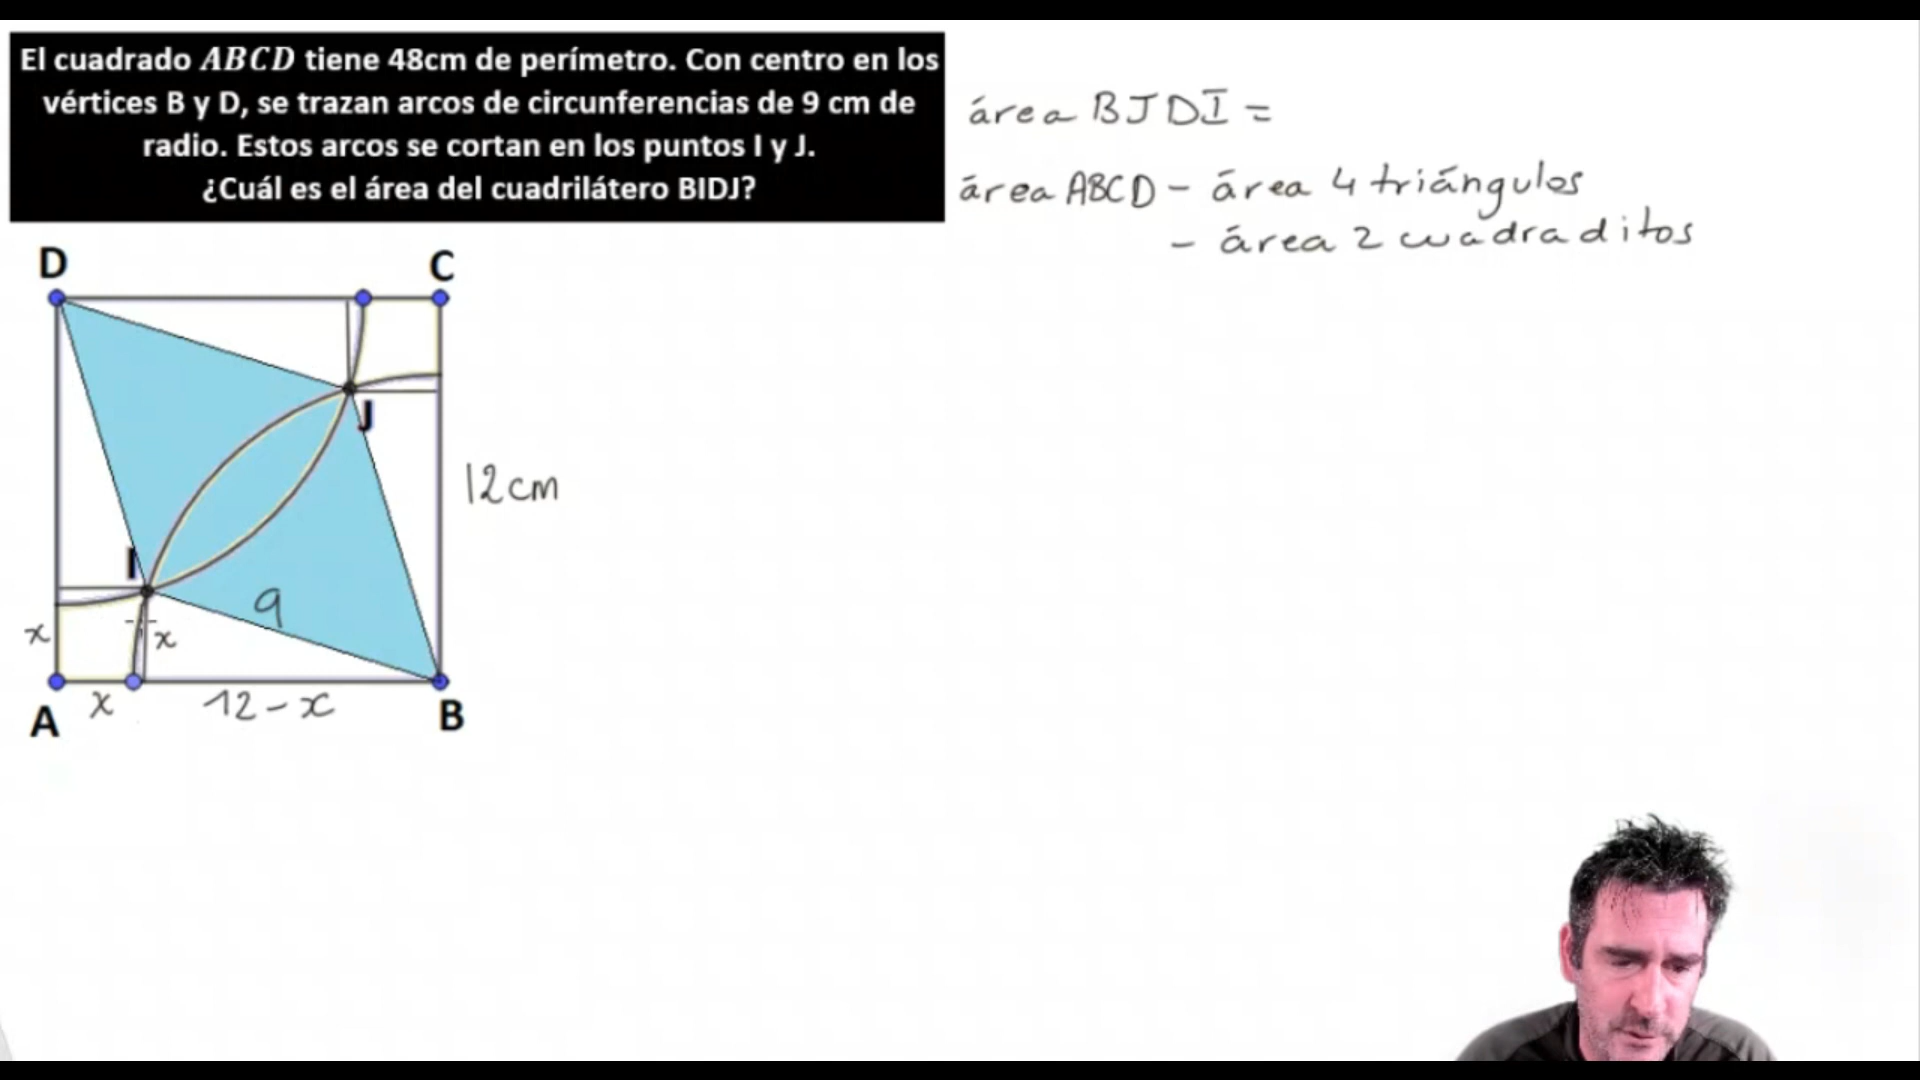 El cuadrado ABCD tiene 48cm de perímetro. Con centro en los
vértices B y D, se trazan arcos de circunferencias de 9 cm de
radio. Estos arcos se cortan en los puntos I y J.
¿Cuál es el área del cuadrilátero BIDJ?
área BJDI =
área ABCD - área 4 triángulos
- área 2 cuadraditos
D
C
J
12cm
I
9
x
x
A
x
12-x
B